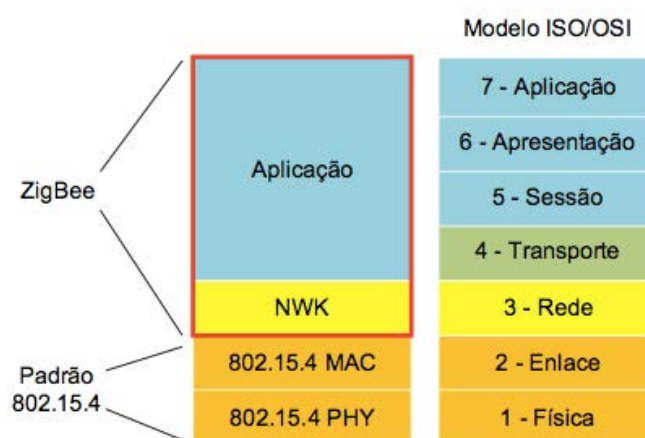 Modelo ISO/OSI
7 - Aplicação
6 - Apresentação
Aplicação
ZigBee
5 - Sessão
4 - Transporte
NWK
3 - Rede
802.15.4 MAC
2 - Enlace
Padrão
802.15.4
802.15.4 PHY
1 - Física